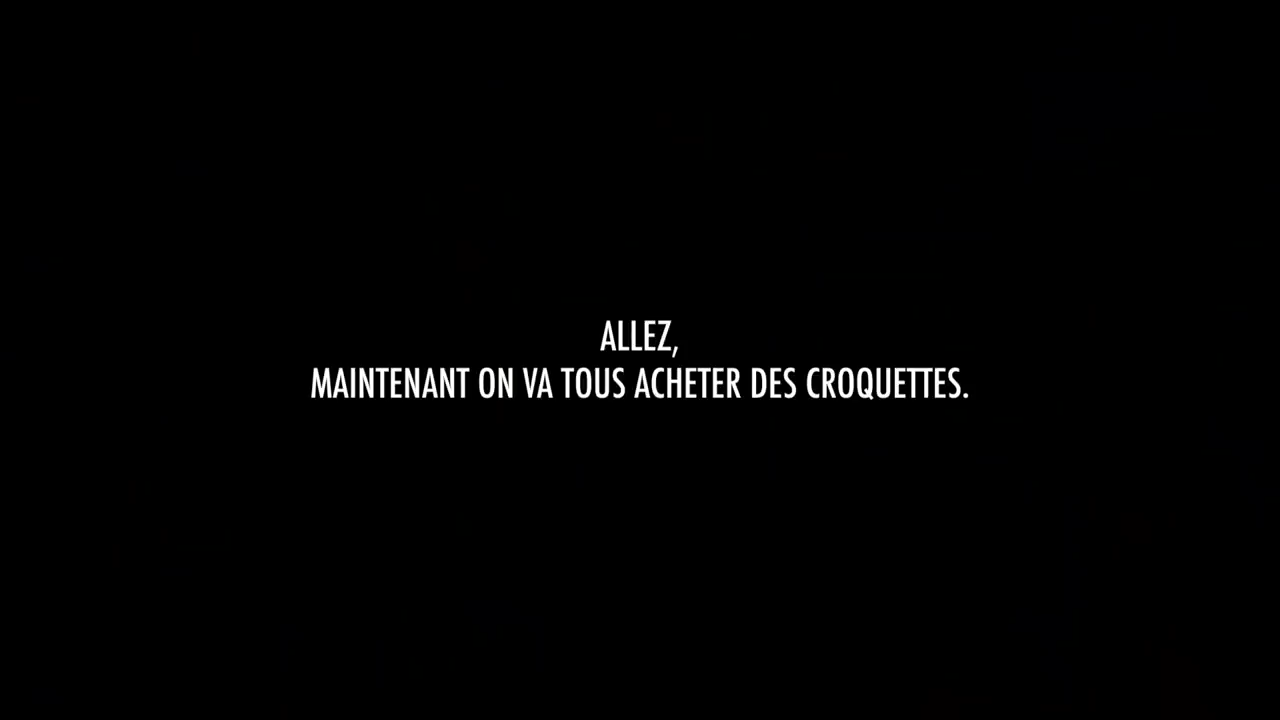 ALLEZ,
MAINTENANT ON VA TOUS ACHETER DES CROQUETTES.